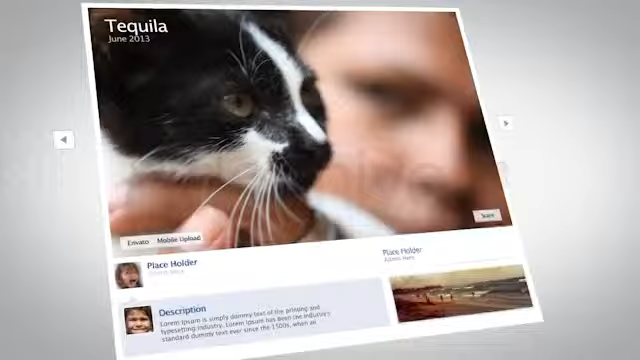 Tequila
June 2013
Envato Mobile Upload
Share
Place Holder
Place Holder
Description
Lorem Ipsum is simply dummy text of the printing and
typesetting industry. Lorem Ipsum has been the industry's
standard dummy text ever since the 1500s, when an